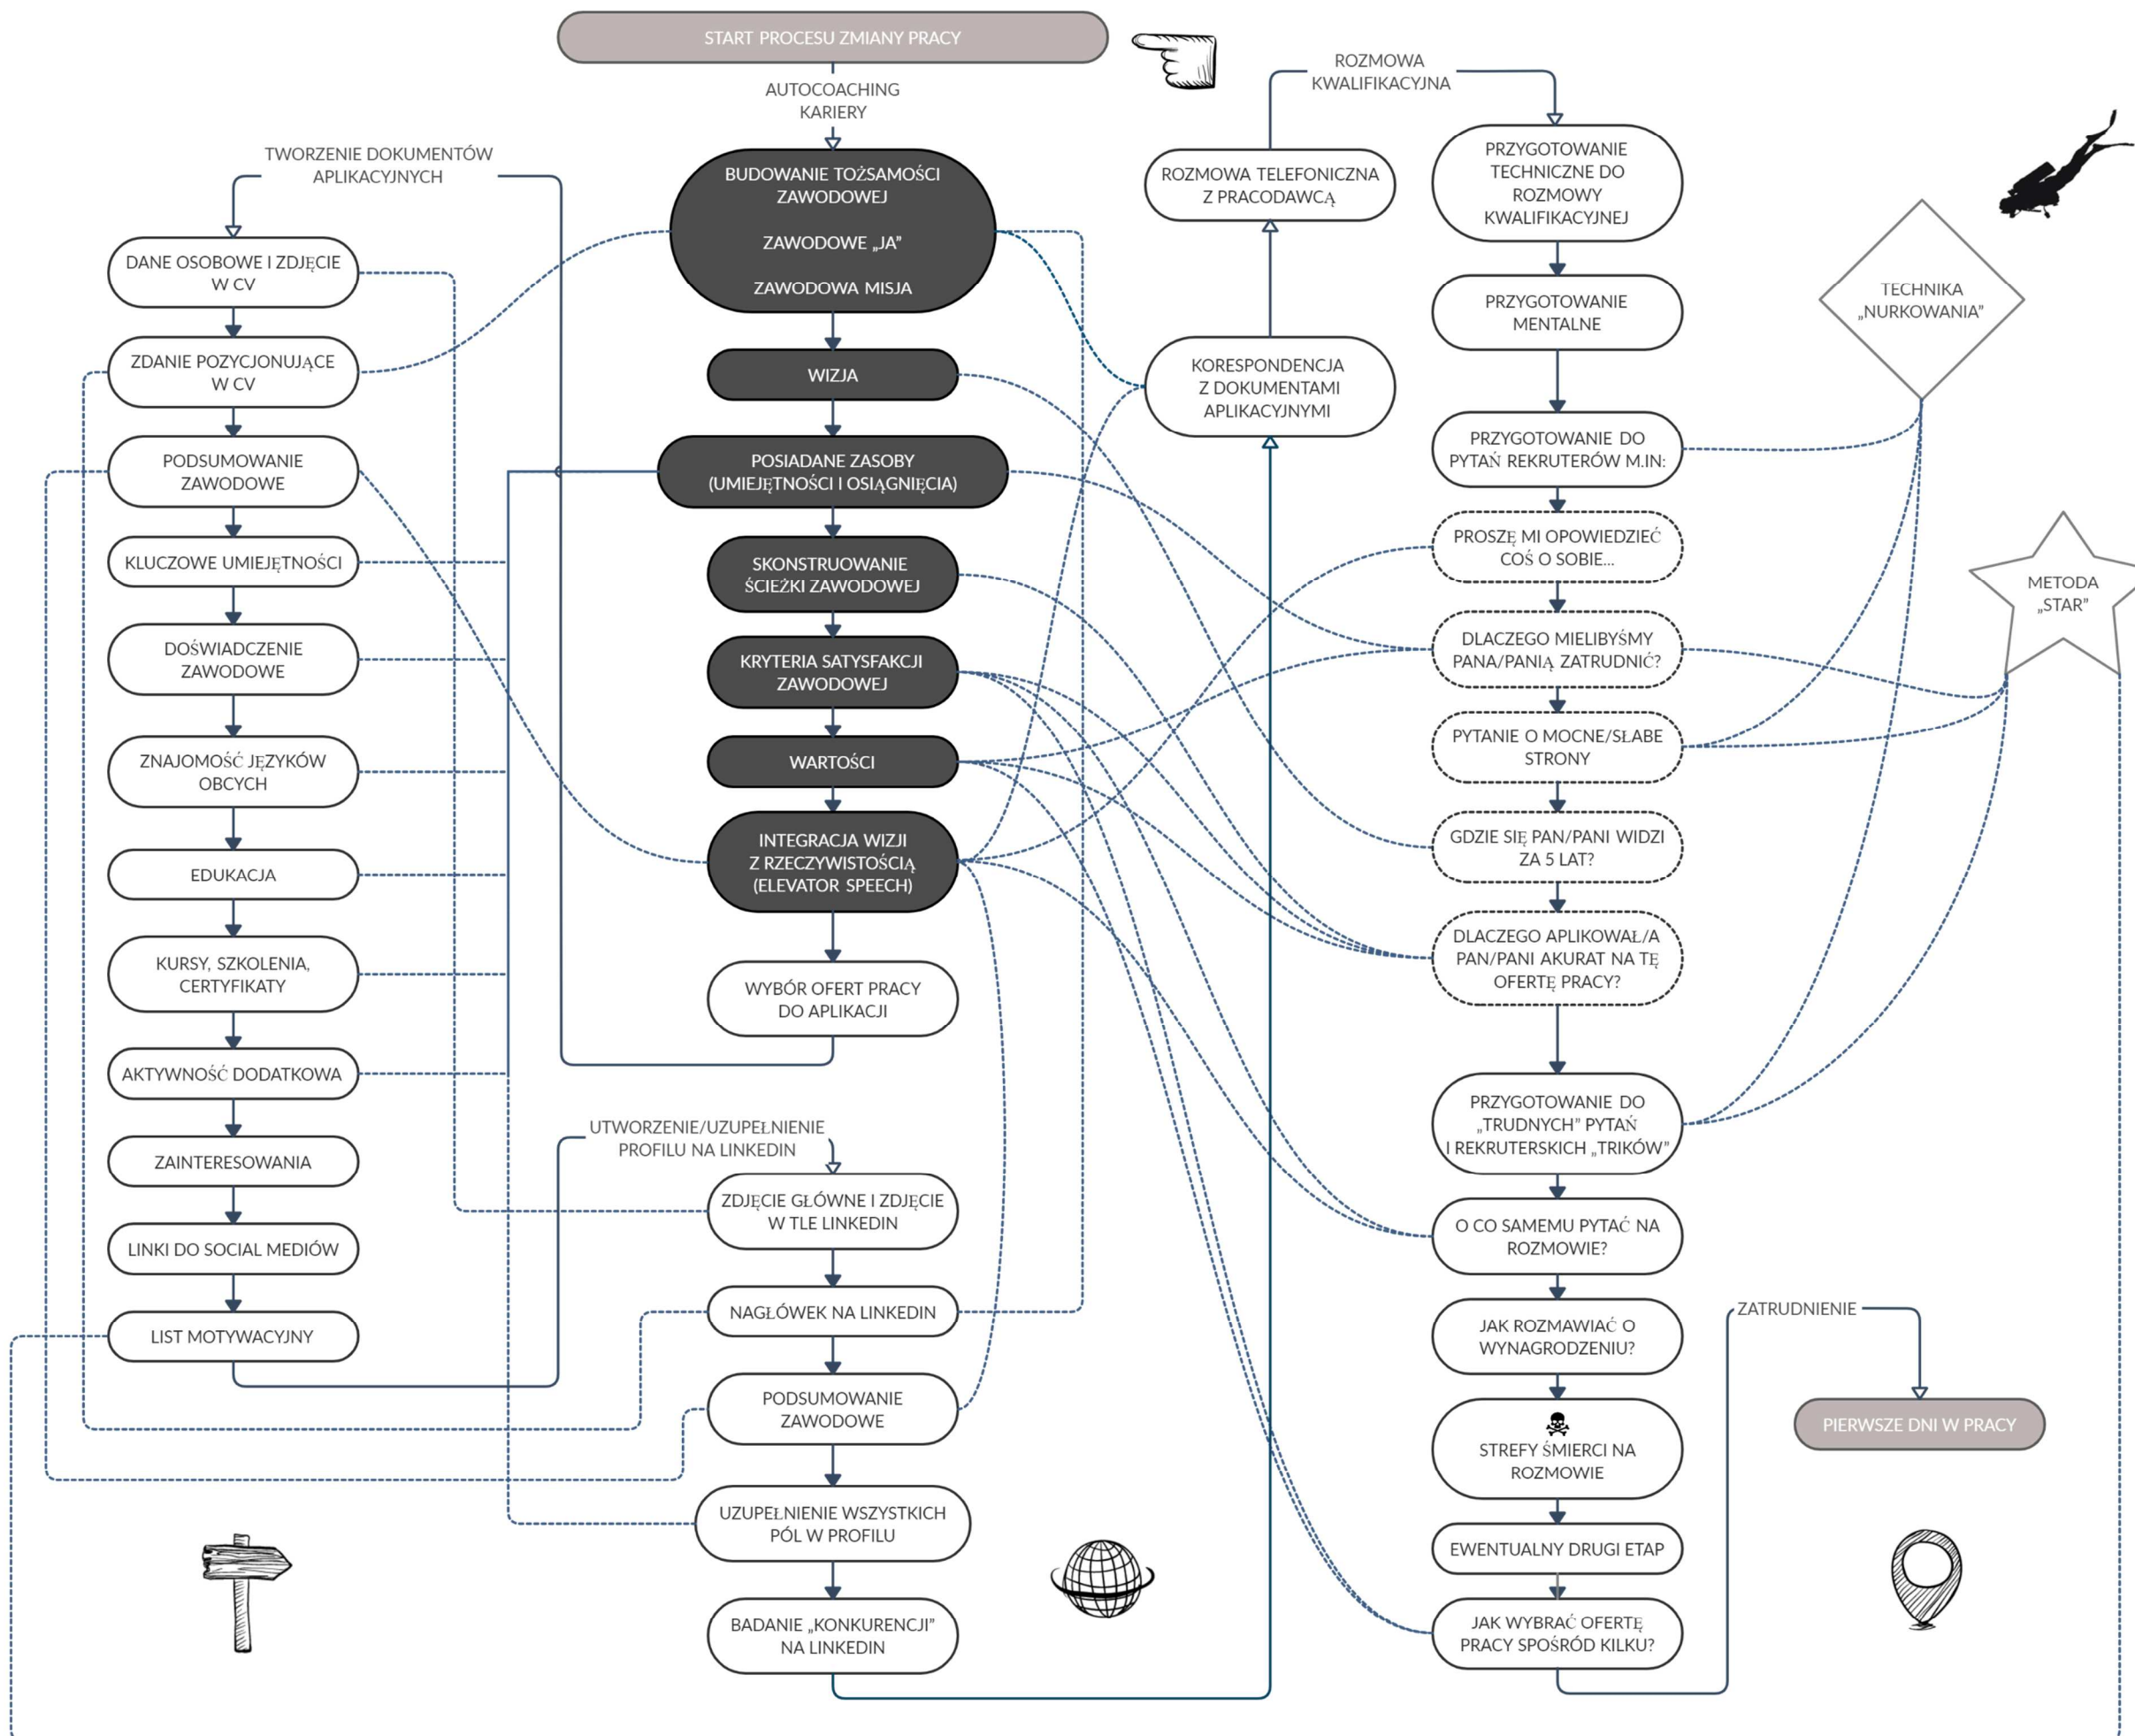 START PROCESU ZMIANY PRACY
AUTOCOACHING
KARIERY
BUDOWANIE TOŻSAMOŚCI
ZAWODOWEJ
ZAWODOWE „JA”
ZAWODOWA MISJA
WIZJA
POSIADANE ZASOBY
(UMIEJĘTNOŚCI I OSIĄGNIĘCIA)
SKONSTRUOWANIE
ŚCIEŻKI ZAWODOWEJ
KRYTERIA SATYSFAKCJI
ZAWODOWEJ
WARTOŚCI
INTEGRACJA WIZJI
Z RZECZYWISTOŚCIĄ
(ELEVATOR SPEECH)
WYBÓR OFERT PRACY
DO APLIKACJI
TWORZENIE DOKUMENTÓW
APLIKACYJNYCH
DANE OSOBOWE I ZDJĘCIE
W CV
ZDANIE POZYCJONUJĄCE
W CV
PODSUMOWANIE
ZAWODOWE
KLUCZOWE UMIEJĘTNOŚCI
DOŚWIADCZENIE
ZAWODOWE
ZNAJOMOŚĆ JĘZYKÓW
OBCYCH
EDUKACJA
KURSY, SZKOLENIA,
CERTYFIKATY
AKTYWNOŚĆ DODATKOWA
ZAINTERESOWANIA
LINKI DO SOCIAL MEDIÓW
LIST MOTYWACYJNY
UTWORZENIE/UZUPEŁNIENIE
PROFILU NA LINKEDIN
ZDJĘCIE GŁÓWNE I ZDJĘCIE
W TLE LINKEDIN
NAGŁÓWEK NA LINKEDIN
PODSUMOWANIE
ZAWODOWE
UZUPEŁNIENIE WSZYSTKICH
PÓL W PROFILU
BADANIE „KONKURENCJI”
NA LINKEDIN
KORESPONDENCJA
Z DOKUMENTAMI
APLIKACYJNYMI
ROZMOWA TELEFONICZNA
Z PRACODAWCĄ
ROZMOWA
KWALIFIKACYJNA
PRZYGOTOWANIE
TECHNICZNE DO
ROZMOWY
KWALIFIKACYJNEJ
PRZYGOTOWANIE
MENTALNE
PRZYGOTOWANIE DO
PYTAŃ REKRUTERÓW M.IN:
PROSZĘ MI OPOWIEDZIEĆ
COŚ O SOBIE...
DLACZEGO MIELIBYŚMY
PANA/PANIĄ ZATRUDNIĆ?
PYTANIE O MOCNE/SŁABE
STRONY
GDZIE SIĘ PAN/PANI WIDZI
ZA 5 LAT?
DLACZEGO APLIKOWAŁ/A
PAN/PANI AKURAT NA TĘ
OFERTĘ PRACY?
PRZYGOTOWANIE DO
„TRUDNYCH” PYTAŃ
I REKRUTERSKICH „TRIKÓW”
O CO SAMEMU PYTAĆ NA
ROZMOWIE?
JAK ROZMAWIAĆ O
WYNAGRODZENIU?
STREFY ŚMIERCI NA
ROZMOWIE
EWENTUALNY DRUGI ETAP
JAK WYBRAĆ OFERTĘ
PRACY SPOŚRÓD KILKU?
TECHNIKA
„NURKOWANIA”
METODA
„STAR”
ZATRUDNIENIE
PIERWSZE DNI W PRACY